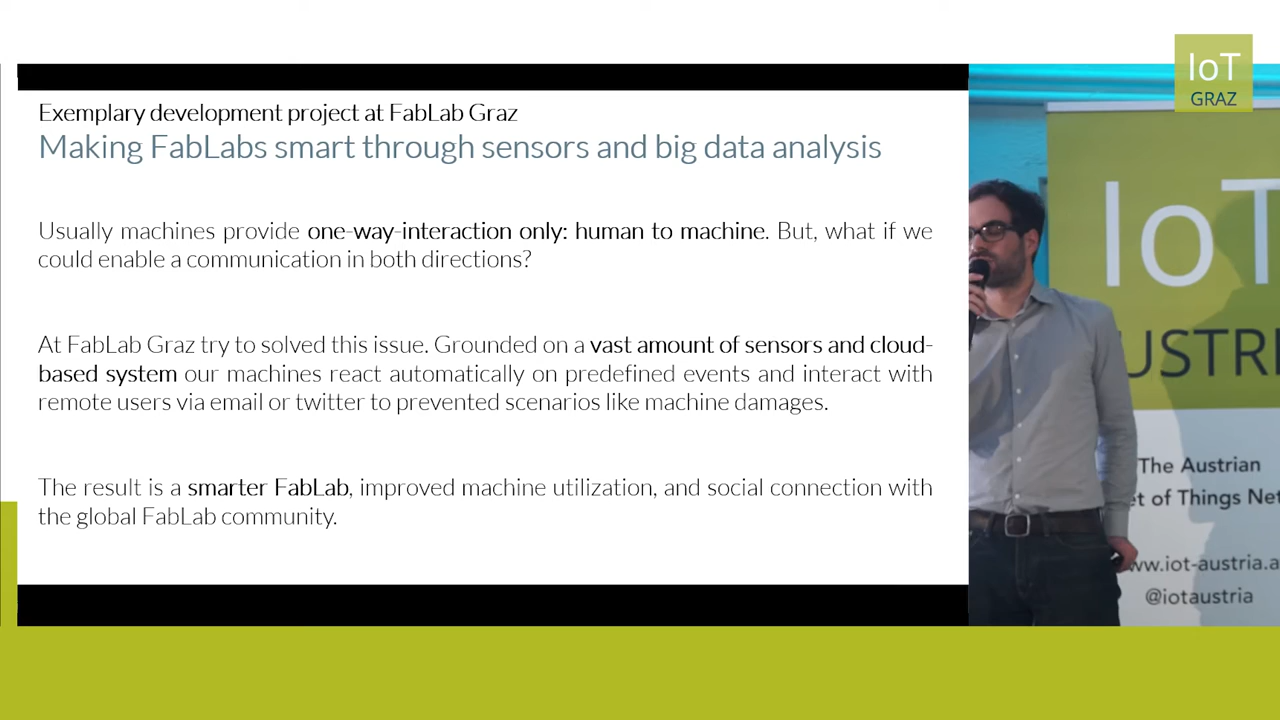 IoT
GRAZ
Exemplary development project at FabLab Graz
Making FabLabs smart through sensors and big data analysis
Usually machines provide one-way-interaction only: human to machine. But, what if we
could enable a communication in both directions?
At FabLab Graz try to solved this issue. Grounded on a vast amount of sensors and cloud-
based system our machines react automatically on predefined events and interact with
remote users via email or twitter to prevented scenarios like machine damages.
The result is a smarter FabLab, improved machine utilization, and social connection with
the global FabLab community.
IoT
USTRI
The Austrian
et of Things Net
ww.iot-austria.a
@iotaustria